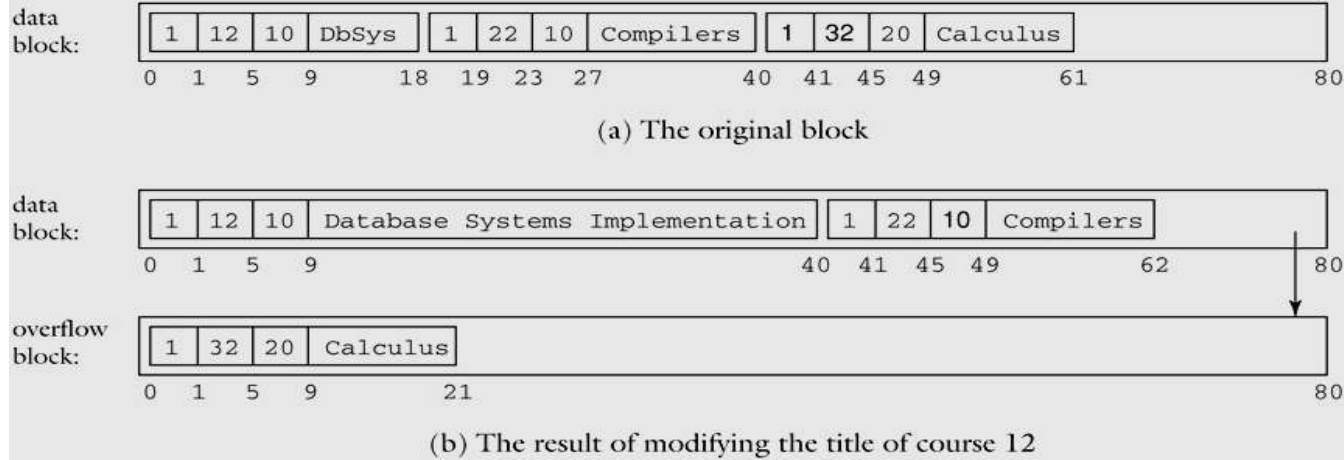 data block:
1 12 10 DbSys 1 22 10 Compilers 1 32 20 Calculus
0 1 5 9 18 19 23 27 40 41 45 49 61 80
(a) The original block
data block:
1 12 10 Database Systems Implementation 1 22 10 Compilers
0 1 5 9 40 41 45 49 62 80
overflow block:
1 32 20 Calculus
0 1 5 9 21 80
(b) The result of modifying the title of course 12